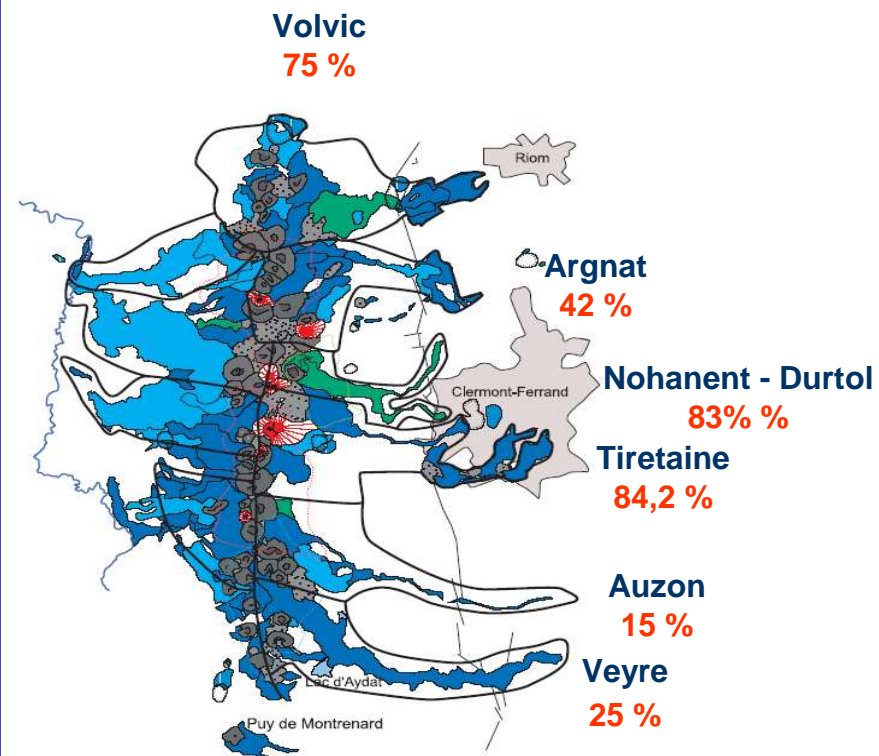 Volvic
75 %
Riom
Argnat
42 %
Clermont-Ferrand
Nohanent - Durtol
83% %
Tiretaine
84,2 %
Auzon
15 %
Veyre
25 %
Lac d'Aydat
Puy de Montrenard